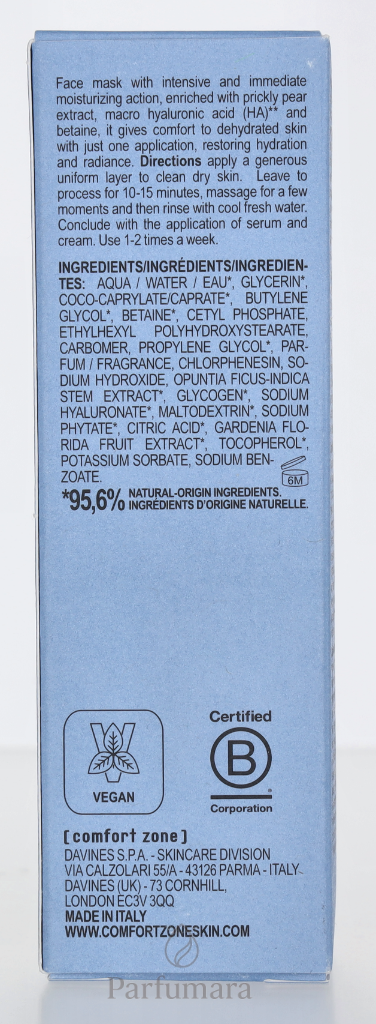 Face mask with intensive and immediate
moisturizing action, enriched with prickly pear
extract, macro hyaluronic acid (HA)** and
betaine, it gives comfort to dehydrated skin
with just one application, restoring hydration
and radiance. Directions apply a generous
uniform layer to clean dry skin. Leave to
process for 10-15 minutes, massage for a few
moments and then rinse with cool fresh water.
Conclude with the application of serum and
cream. Use 1-2 times a week.
INGREDIENTS/INGRÉDIENTS/INGREDIEN-
TES: AQUA / WATER / EAU*, GLYCERIN*,
COCO-CAPRYLATE/CAPRATE*, BUTYLENE
GLYCOL*, BETAINE*, CETYL PHOSPHATE,
ETHYLHEXYL POLYHYDROXYSTEARATE,
CARBOMER, PROPYLENE GLYCOL*, PAR-
FUM / FRAGRANCE, CHLORPHENESIN, SO-
DIUM HYDROXIDE, OPUNTIA FICUS-INDICA
STEM EXTRACT*, GLYCOGEN*, SODIUM
HYALURONATE*, MALTODEXTRIN*, SODIUM
PHYTATE*, CITRIC ACID*, GARDENIA FLO-
RIDA FRUIT EXTRACT*, TOCOPHEROL*,
POTASSIUM SORBATE, SODIUM BEN-
ZOATE.
6M
*95,6% NATURAL-ORIGIN INGREDIENTS.
INGRÉDIENTS D'ORIGINE NATURELLE.
VEGAN
Certified
B
Corporation
[comfort zone]
DAVINES S.P.A. - SKINCARE DIVISION
VIA CALZOLARI 55/A - 43126 PARMA - ITALY
DAVINES (UK) - 73 CORNHILL,
LONDON EC3V 3QQ
MADE IN ITALY
WWW.COMFORTZONESKIN.COM
Parfumara